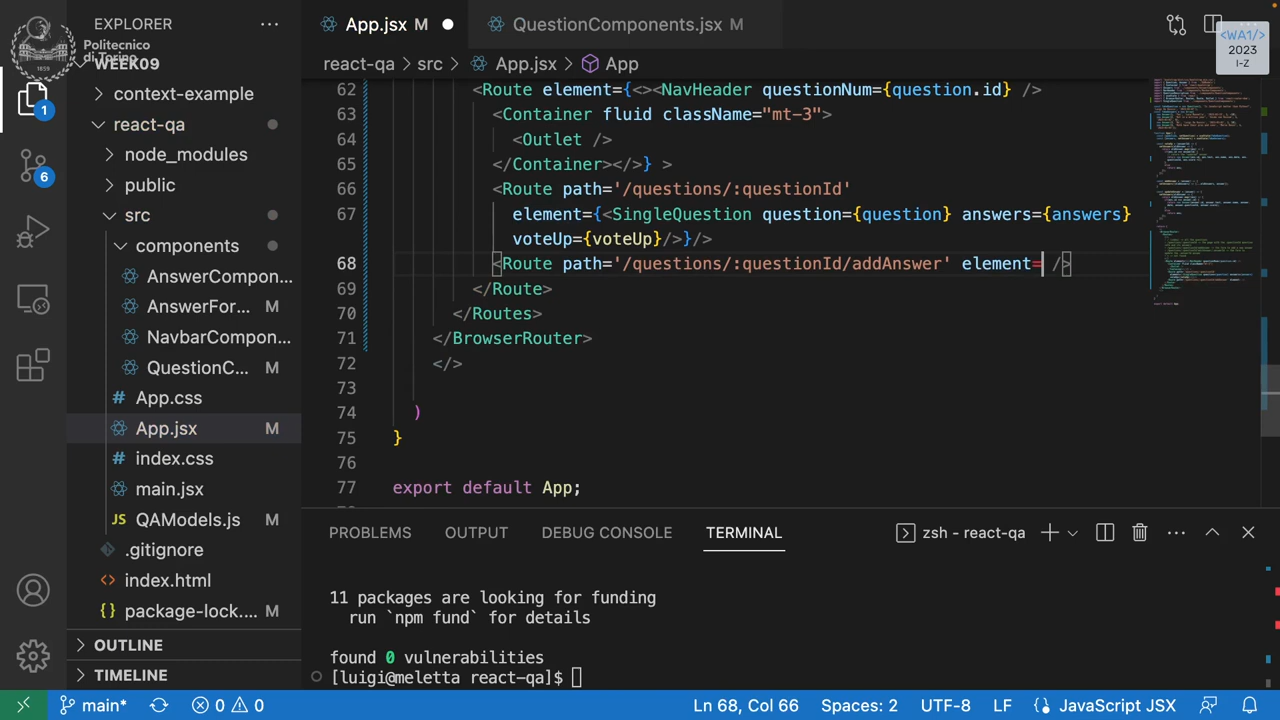 EXPLORER
Politecnico
di Torino
WEEK09
context-example
react-qa
node_modules
public
src
components
AnswerCompon...
AnswerFor... M
NavbarCompon...
QuestionC... M
# App.css
App.jsx M
# index.css
main.jsx
JS QAModels.js M
.gitignore
<> index.html
{} package-lock.... M
OUTLINE
TIMELINE
1
6
App.jsx M
QuestionComponents.jsx M
<WA1/>
2023
I-Z
react-qa > src > App.jsx > App
62 <Route element={<><NavHeader questionNum={question.id} />
63 <Container fluid className="mt-3">
64 <Outlet />
65 </Container></>} >
66 <Route path='/questions/:questionId'
67 element={<SingleQuestion question={question} answers={answers}
voteUp={voteUp}/>}/>
68 <Route path='/questions/:questionId/addAnswer' element= />
69 </Route>
70 </Routes>
71 </BrowserRouter>
72 </>
73
74 )
75 }
76
77 export default App;
PROBLEMS OUTPUT DEBUG CONSOLE TERMINAL
zsh - react-qa
11 packages are looking for funding
run `npm fund` for details
found 0 vulnerabilities
[luigi@meletta react-qa]$
main* 0 0 Ln 68, Col 66 Spaces: 2 UTF-8 LF JavaScript JSX